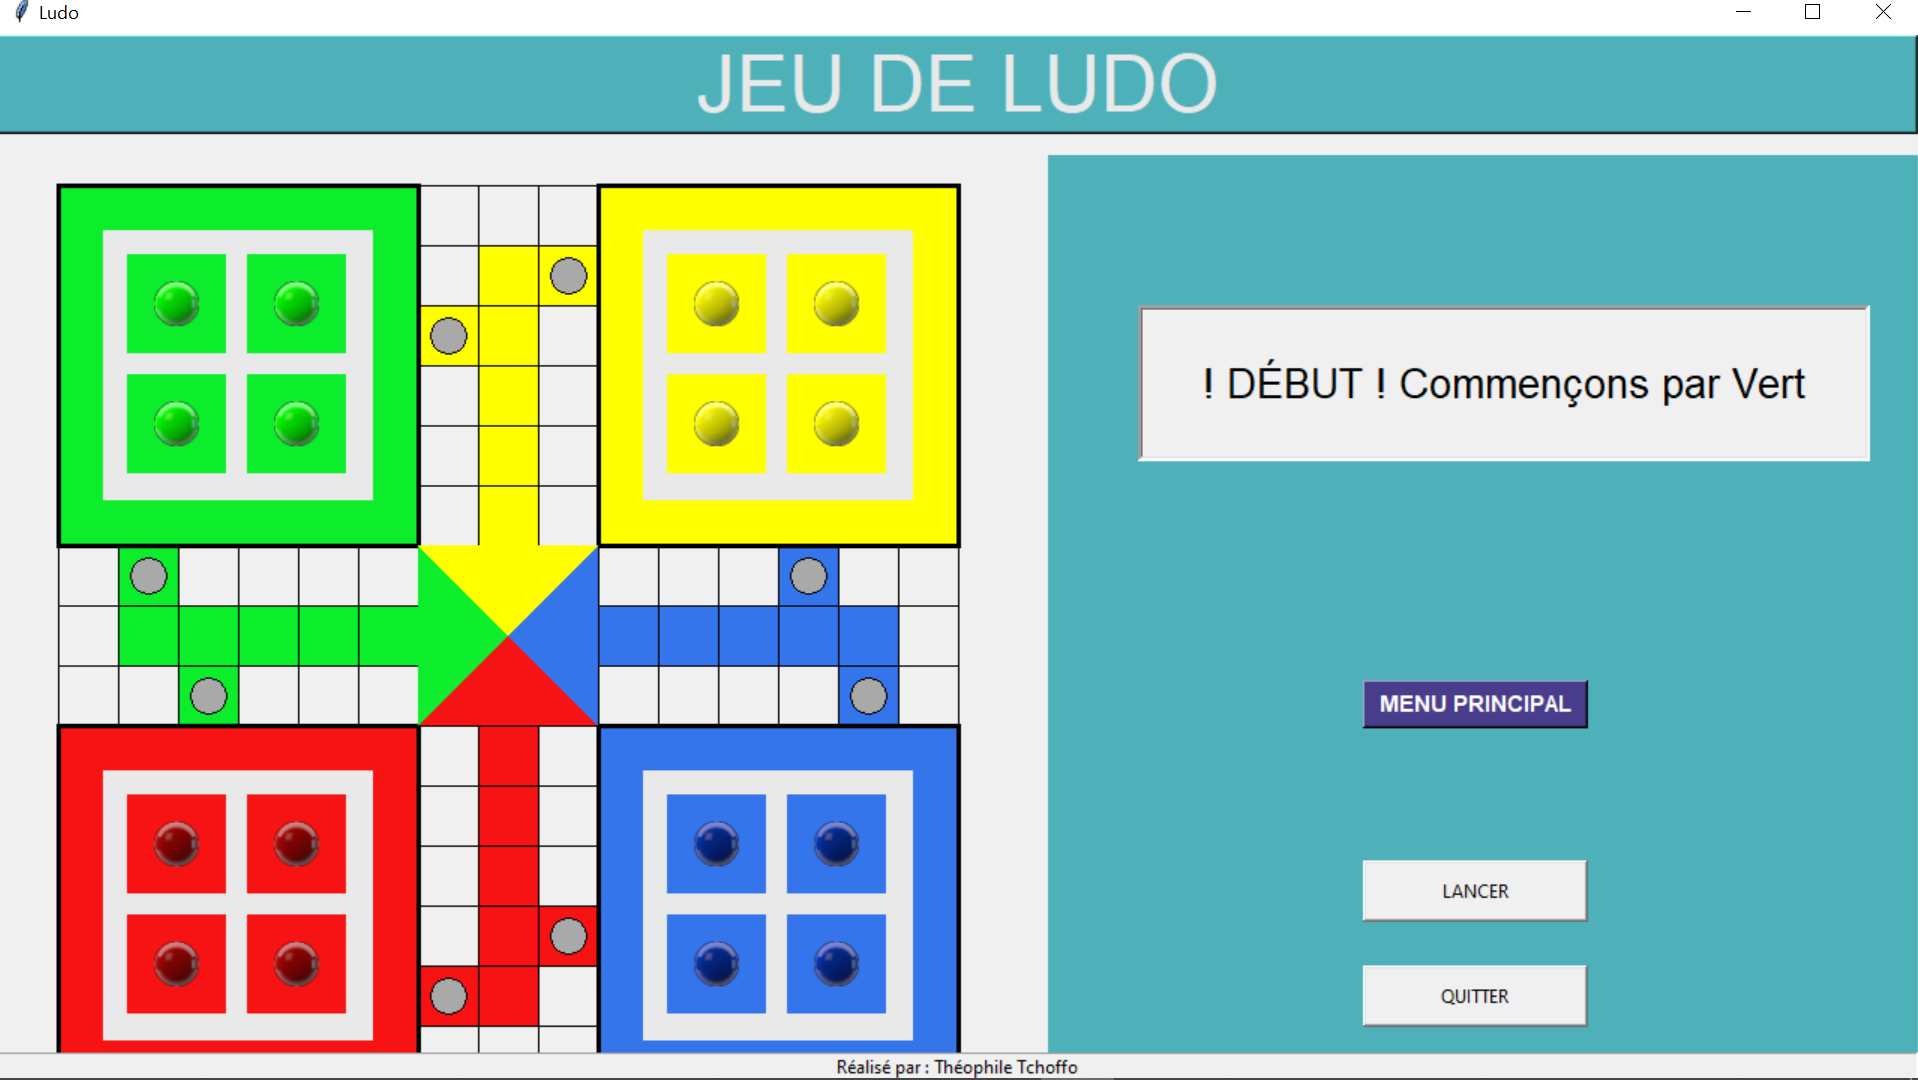 Ludo
JEU DE LUDO
! DÉBUT ! Commençons par Vert
MENU PRINCIPAL
LANCER
QUITTER
Réalisé par : Théophile Tchoffo